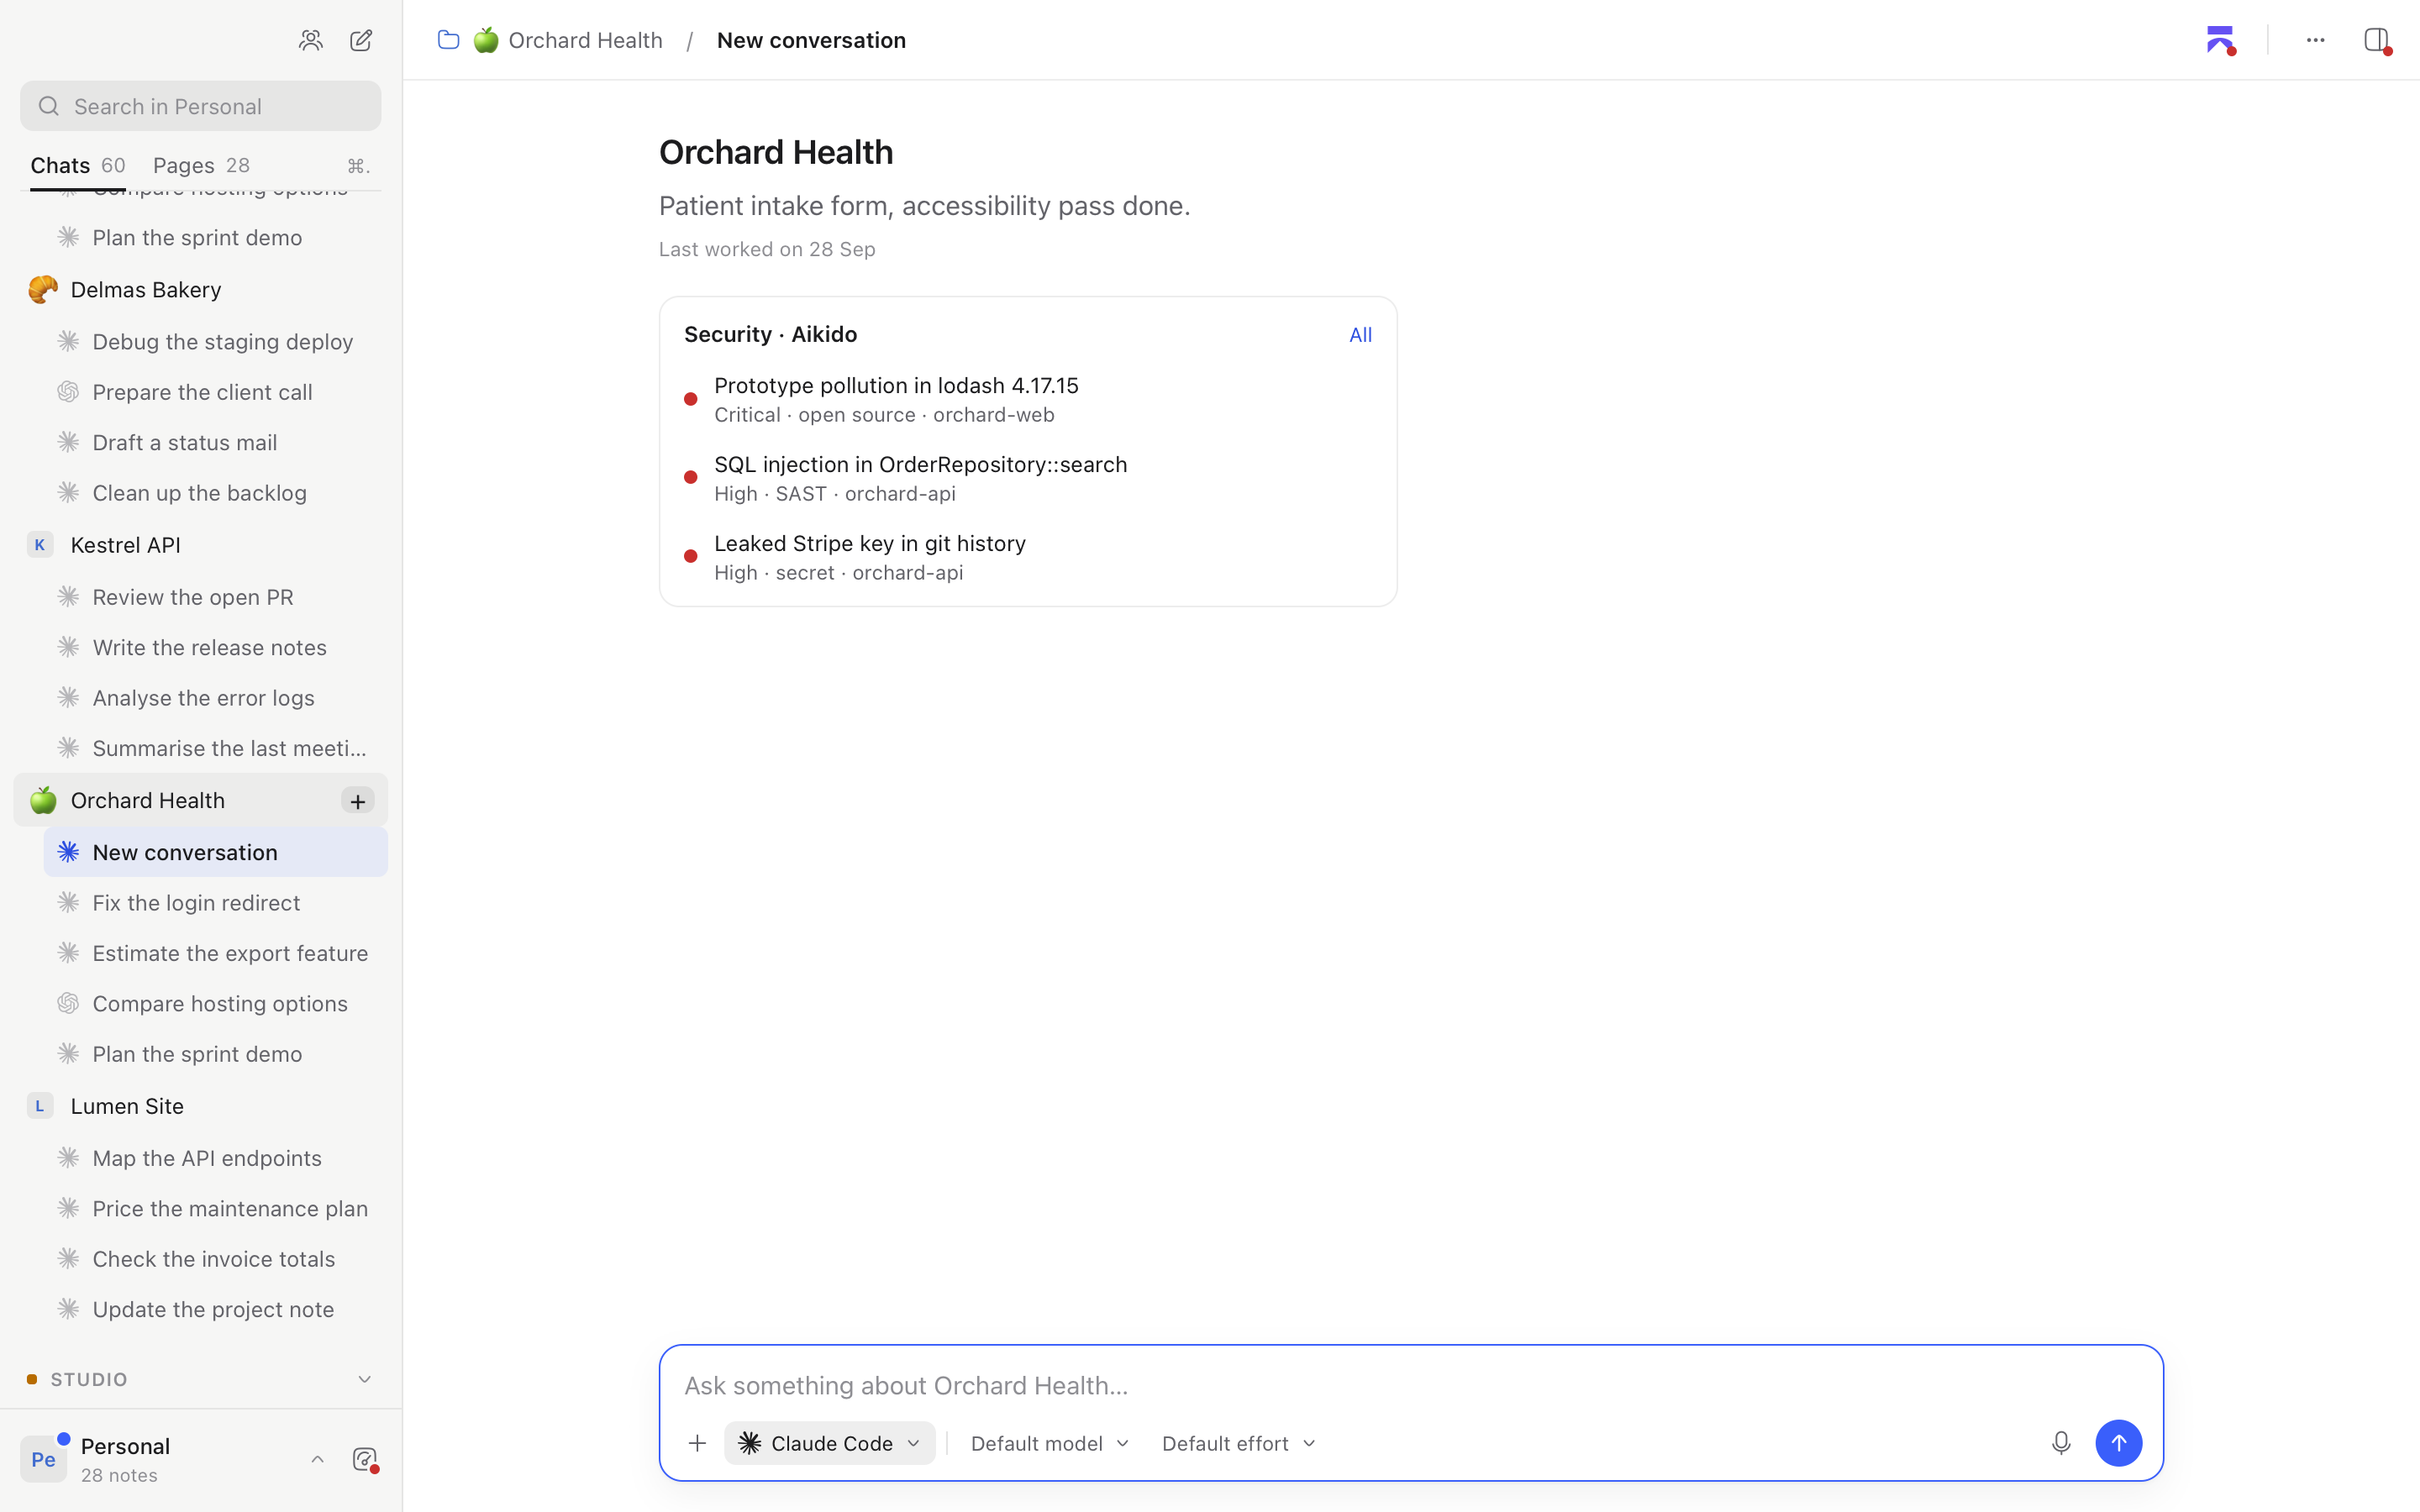 Search in Personal
Chats 60 Pages 28 ⌘.
Compare hosting options
Plan the sprint demo
Delmas Bakery
Debug the staging deploy
Prepare the client call
Draft a status mail
Clean up the backlog
K Kestrel API
Review the open PR
Write the release notes
Analyse the error logs
Summarise the last meeti...
Orchard Health
New conversation
Fix the login redirect
Estimate the export feature
Compare hosting options
Plan the sprint demo
L Lumen Site
Map the API endpoints
Price the maintenance plan
Check the invoice totals
Update the project note
STUDIO
Pe Personal
28 notes
Orchard Health / New conversation
Orchard Health
Patient intake form, accessibility pass done.
Last worked on 28 Sep
Security · Aikido All
Prototype pollution in lodash 4.17.15
Critical · open source · orchard-web
SQL injection in OrderRepository::search
High · SAST · orchard-api
Leaked Stripe key in git history
High · secret · orchard-api
Ask something about Orchard Health...
Claude Code Default model Default effort